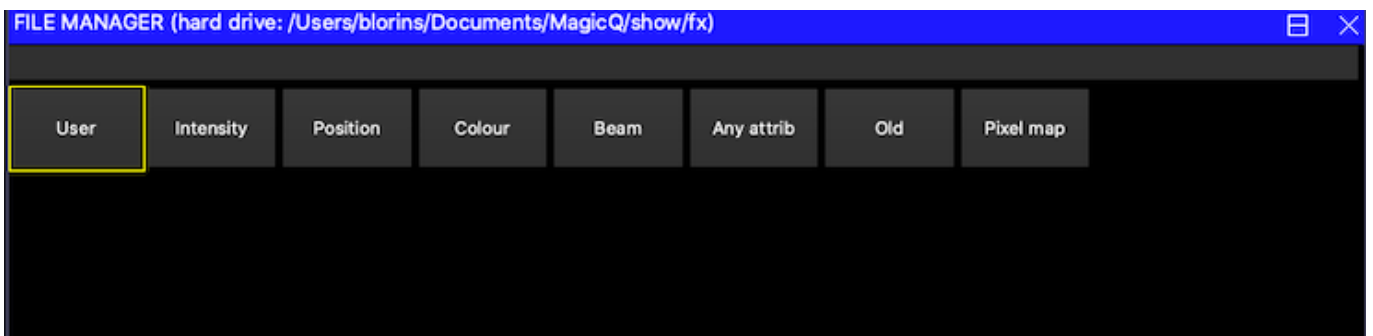 FILE MANAGER (hard drive: /Users/blorins/Documents/MagicQ/show/fx)
User Intensity Position Colour Beam Any attrib Old Pixel map